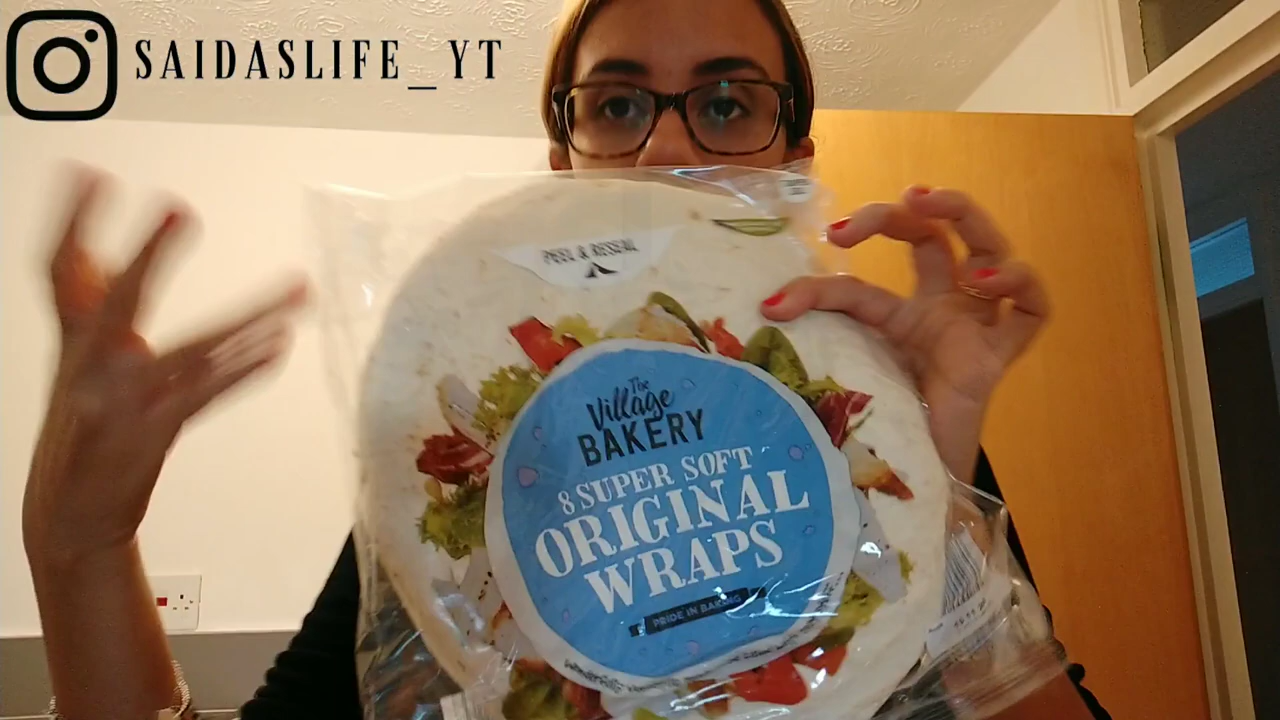 SAIDASLIFE_YT
PEEL & RESEAL
The
Village
BAKERY
8 SUPER SOFT
ORIGINAL
WRAPS
PRIDE IN BAKING